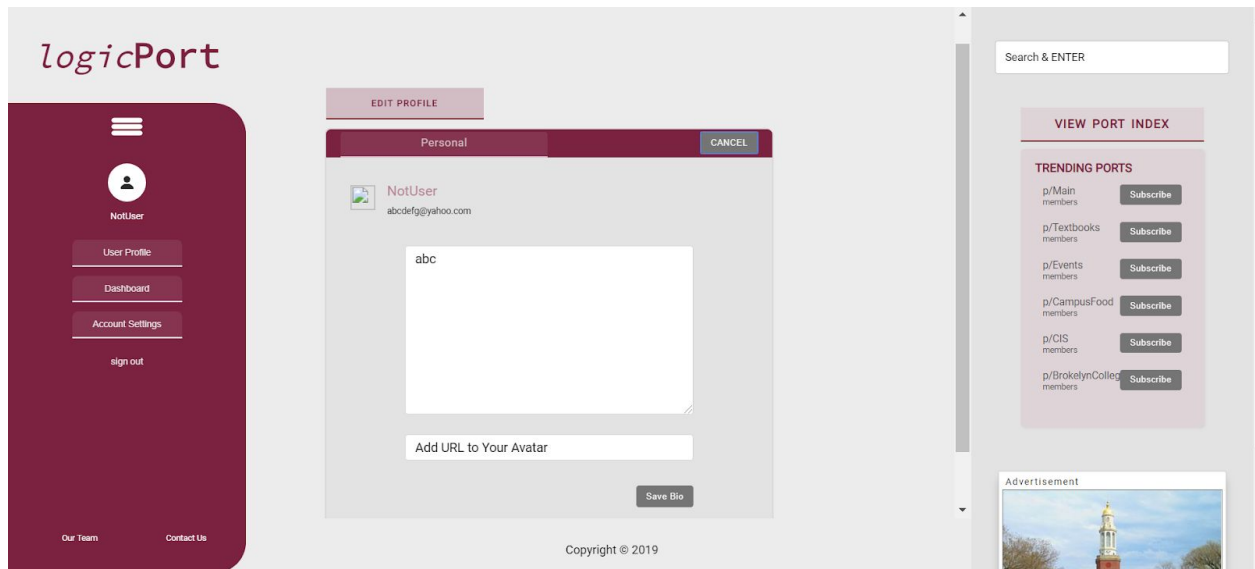 logicPort
NotUser
User Profile
Dashboard
Account Settings
sign out
Our Team
Contact Us
EDIT PROFILE
Personal
CANCEL
NotUser
abcdefg@yahoo.com
abc
Add URL to Your Avatar
Save Bio
Copyright © 2019
Search & ENTER
VIEW PORT INDEX
TRENDING PORTS
p/Main
members
Subscribe
p/Textbooks
members
Subscribe
p/Events
members
Subscribe
p/CampusFood
members
Subscribe
p/CIS
members
Subscribe
p/BrokelynColleg
members
Subscribe
Advertisement